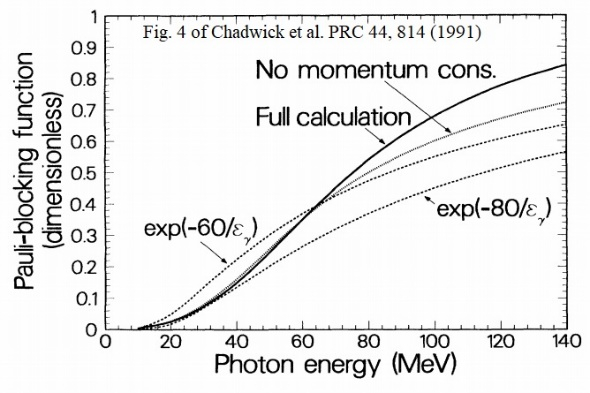 Fig. 4 of Chadwick et al. PRC 44, 814 (1991)
No momentum cons.
Full calculation
exp(-60/εγ)
exp(-80/εγ)
Pauli-blocking function
(dimensionless)
1
0.9
0.8
0.7
0.6
0.5
0.4
0.3
0.2
0.1
0
0 20 40 60 80 100 120 140
Photon energy (MeV)